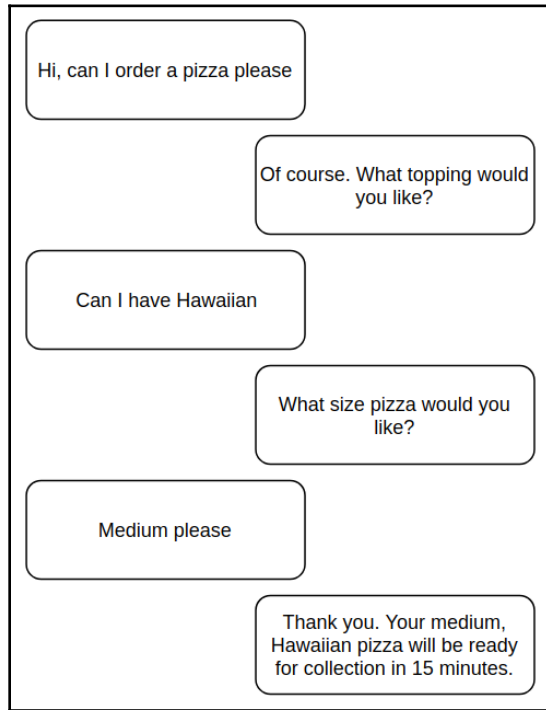 Hi, can I order a pizza please
Of course. What topping would
you like?
Can I have Hawaiian
What size pizza would you
like?
Medium please
Thank you. Your medium,
Hawaiian pizza will be ready
for collection in 15 minutes.